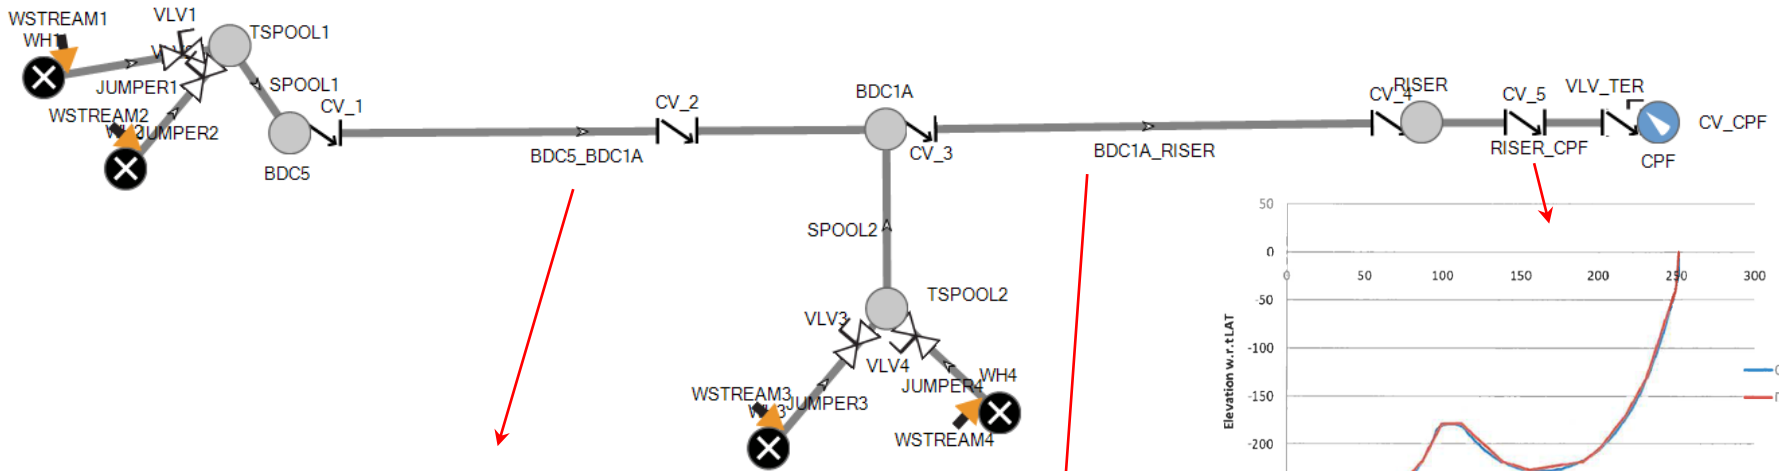 WSTREAM1
VLV1
WH1
TSPOOL1
JUMPER1
SPOOL1
WSTREAM2
JUMPER2
CV_1
BDC5
BDC5_BDC1A
CV_2
BDC1A
CV_3
BDC1A_RISER
RISER
CV_4
CV_5
VLV_TER
RISER_CPF
CV_CPF
CPF
SPOOL2
TSPOOL2
VLV3
VLV4
WH4
JUMPER4
WSTREAM3
JUMPER3
WSTREAM4
50
0
0 50 100 150 200 250 300
-50
-100
-150
-200
Elevation w.r.t LAT